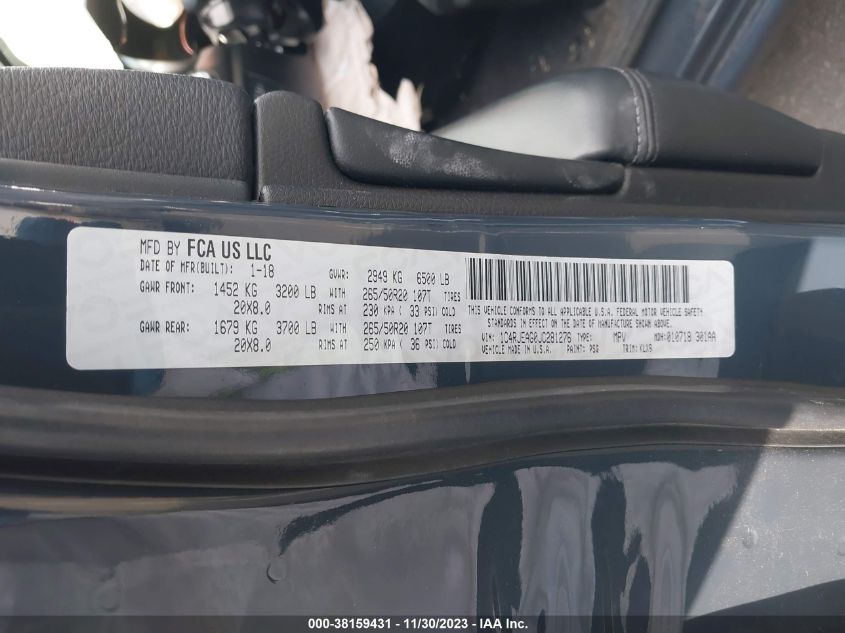 MFD BY FCA US LLC
DATE OF MFR(BUILT): 1-18 GVWR: 2949 KG 6500 LB
GAWR FRONT: 1452 KG 3200 LB WITH 265/50R20 107T TIRES
20X8.0 RIMS AT 230 KPA ( 33 PSI) COLD
GAWR REAR: 1679 KG 3700 LB WITH 265/50R20 107T TIRES
20X8.0 RIMS AT 250 KPA ( 36 PSI) COLD
THIS VEHICLE CONFORMS TO ALL APPLICABLE U.S.A. FEDERAL MOTOR VEHICLE SAFETY
STANDARDS IN EFFECT ON THE DATE OF MANUFACTURE SHOWN ABOVE.
VIN: 1C4RJEAG0JC281276 TYPE: MPV MDH: 010718 301AA
VEHICLE MADE IN U.S.A. PAINT: TRIM:
000-38159431 - 11/30/2023 - IAA, Inc.